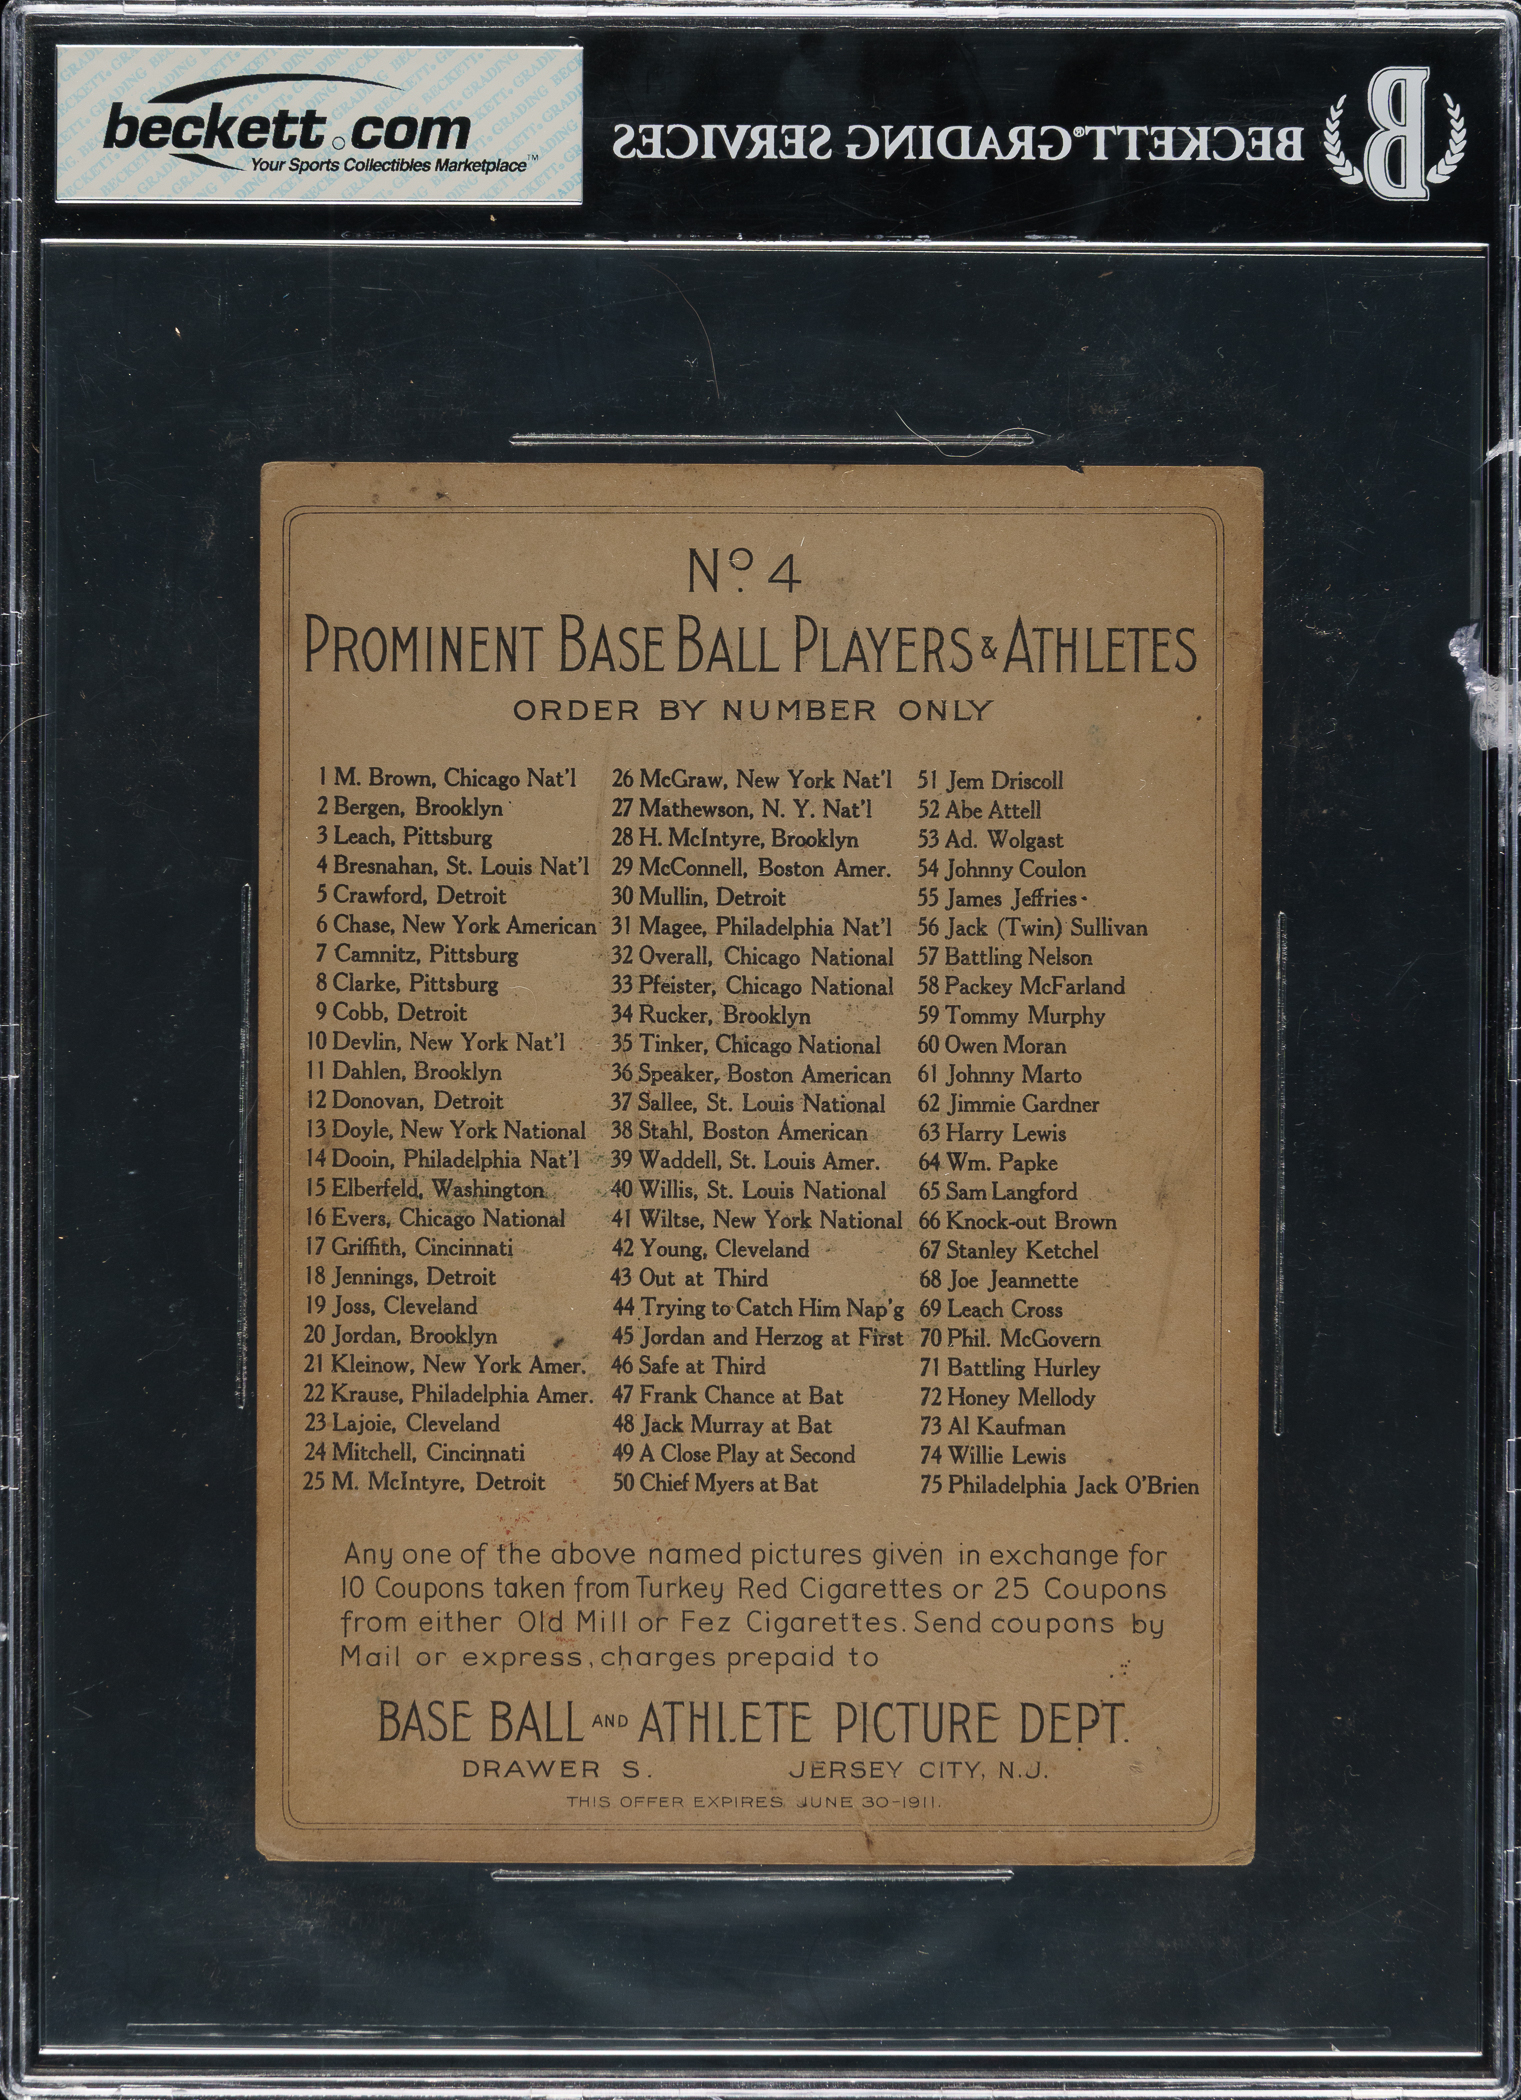 beckett.com
Your Sports Collectibles Marketplace™
BECKETT® GRADING SERVICES
B
No. 4
PROMINENT BASE BALL PLAYERS & ATHLETES
ORDER BY NUMBER ONLY
1 M. Brown, Chicago Nat'l
2 Bergen, Brooklyn
3 Leach, Pittsburg
4 Bresnahan, St. Louis Nat'l
5 Crawford, Detroit
6 Chase, New York American
7 Camnitz, Pittsburg
8 Clarke, Pittsburg
9 Cobb, Detroit
10 Devlin, New York Nat'l
11 Dahlen, Brooklyn
12 Donovan, Detroit
13 Doyle, New York National
14 Dooin, Philadelphia Nat'l
15 Elberfeld, Washington
16 Evers, Chicago National
17 Griffith, Cincinnati
18 Jennings, Detroit
19 Joss, Cleveland
20 Jordan, Brooklyn
21 Kleinow, New York Amer.
22 Krause, Philadelphia Amer.
23 Lajoie, Cleveland
24 Mitchell, Cincinnati
25 M. McIntyre, Detroit
26 McGraw, New York Nat'l
27 Mathewson, N. Y. Nat'l
28 H. McIntyre, Brooklyn
29 McConnell, Boston Amer.
30 Mullin, Detroit
31 Magee, Philadelphia Nat'l
32 Overall, Chicago National
33 Pfeister, Chicago National
34 Rucker, Brooklyn
35 Tinker, Chicago National
36 Speaker, Boston American
37 Sallee, St. Louis National
38 Stahl, Boston American
39 Waddell, St. Louis Amer.
40 Willis, St. Louis National
41 Wiltse, New York National
42 Young, Cleveland
43 Out at Third
44 Trying to Catch Him Nap'g
45 Jordan and Herzog at First
46 Safe at Third
47 Frank Chance at Bat
48 Jack Murray at Bat
49 A Close Play at Second
50 Chief Myers at Bat
51 Jem Driscoll
52 Abe Attell
53 Ad. Wolgast
54 Johnny Coulon
55 James Jeffries
56 Jack (Twin) Sullivan
57 Battling Nelson
58 Packey McFarland
59 Tommy Murphy
60 Owen Moran
61 Johnny Marto
62 Jimmie Gardner
63 Harry Lewis
64 Wm. Papke
65 Sam Langford
66 Knock-out Brown
67 Stanley Ketchel
68 Joe Jeannette
69 Leach Cross
70 Phil. McGovern
71 Battling Hurley
72 Honey Mellody
73 Al Kaufman
74 Willie Lewis
75 Philadelphia Jack O'Brien
Any one of the above named pictures given in exchange for
10 Coupons taken from Turkey Red Cigarettes or 25 Coupons
from either Old Mill or Fez Cigarettes. Send coupons by
Mail or express, charges prepaid to
BASE BALL AND ATHLETE PICTURE DEPT.
DRAWER S. JERSEY CITY, N.J.
THIS OFFER EXPIRES JUNE 30-1911.